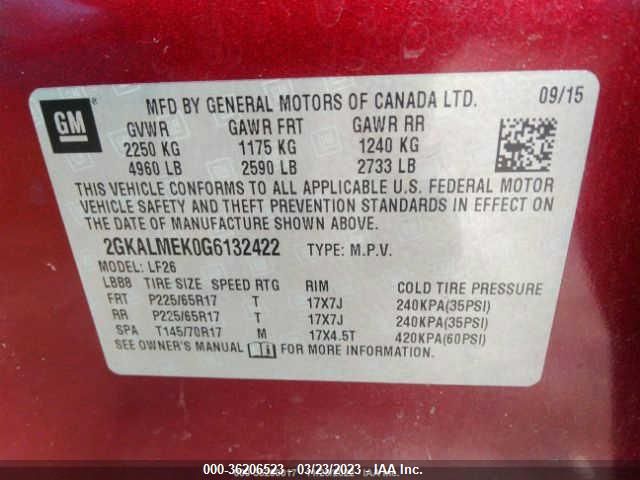 GM ® MFD BY GENERAL MOTORS OF CANADA LTD. 09/15
GVWR GAWR FRT GAWR RR
2250 KG 1175 KG 1240 KG
4960 LB 2590 LB 2733 LB
THIS VEHICLE CONFORMS TO ALL APPLICABLE U.S. FEDERAL MOTOR
VEHICLE SAFETY AND THEFT PREVENTION STANDARDS IN EFFECT ON
THE DATE OF MANUFACTURE SHOWN ABOVE.
2GKALMEK0G6132422 TYPE: M.P.V.
MODEL: LF26
LBB8 TIRE SIZE SPEED RTG RIM COLD TIRE PRESSURE
FRT P225/65R17 T 17X7J 240KPA(35PSI)
RR P225/65R17 T 17X7J 240KPA(35PSI)
SPA T145/70R17 M 17X4.5T 420KPA(60PSI)
SEE OWNER'S MANUAL FOR MORE INFORMATION.
000-36206523 - 03/23/2023 - IAA Inc.